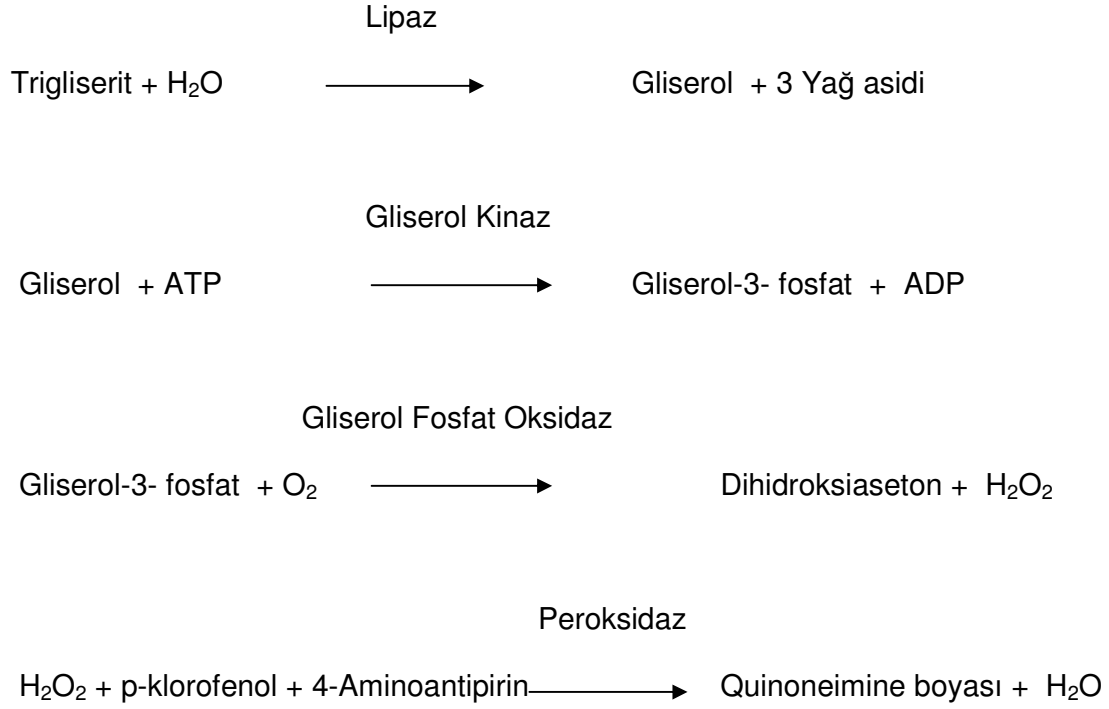 Lipaz
Trigliserit + H₂O ⟶ Gliserol + 3 Yağ asidi
Gliserol Kinaz
Gliserol + ATP ⟶ Gliserol-3- fosfat + ADP
Gliserol Fosfat Oksidaz
Gliserol-3- fosfat + O₂ ⟶ Dihidroksiaseton + H₂O₂
Peroksidaz
H₂O₂ + p-klorofenol + 4-Aminoantipirin ⟶ Quinoneimine boyası + H₂O